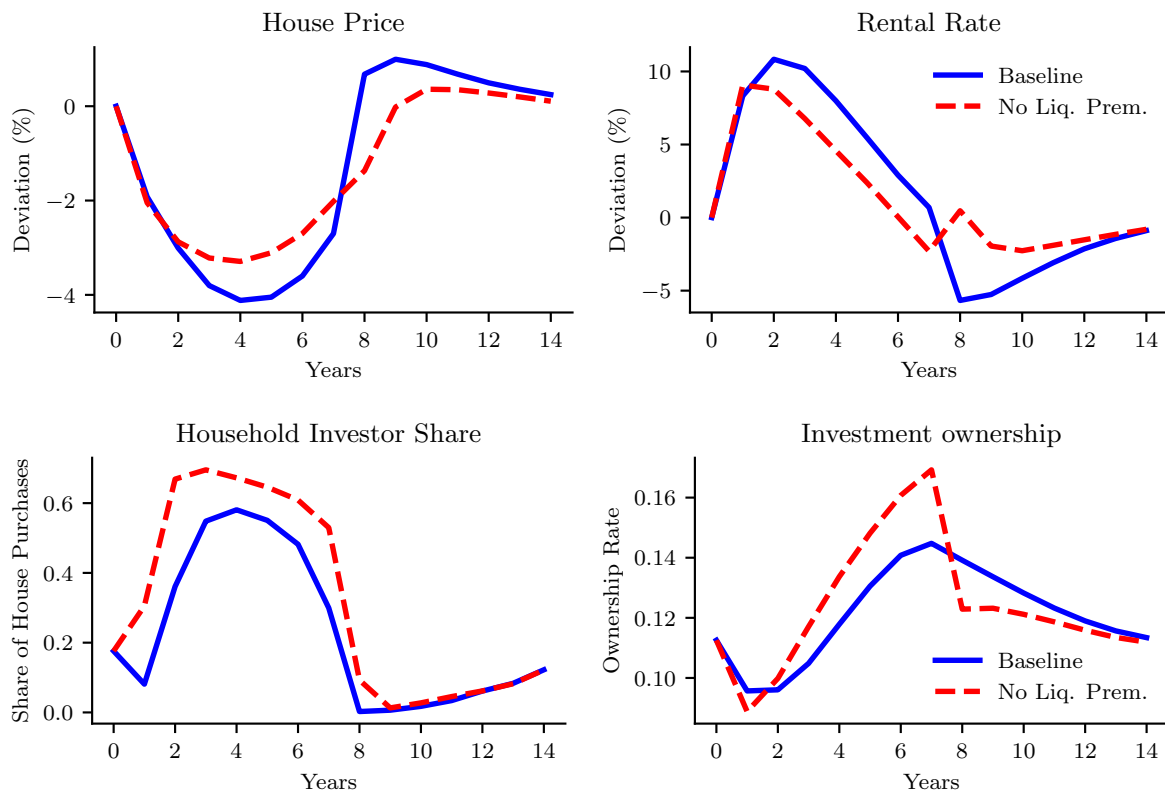 House Price
Deviation (%)
0
−2
−4
0 2 4 6 8 10 12 14
Years
Rental Rate
Deviation (%)
10
5
0
−5
Baseline
No Liq. Prem.
0 2 4 6 8 10 12 14
Years
Household Investor Share
Share of House Purchases
0.6
0.4
0.2
0.0
0 2 4 6 8 10 12 14
Years
Investment ownership
Ownership Rate
0.16
0.14
0.12
0.10
Baseline
No Liq. Prem.
0 2 4 6 8 10 12 14
Years